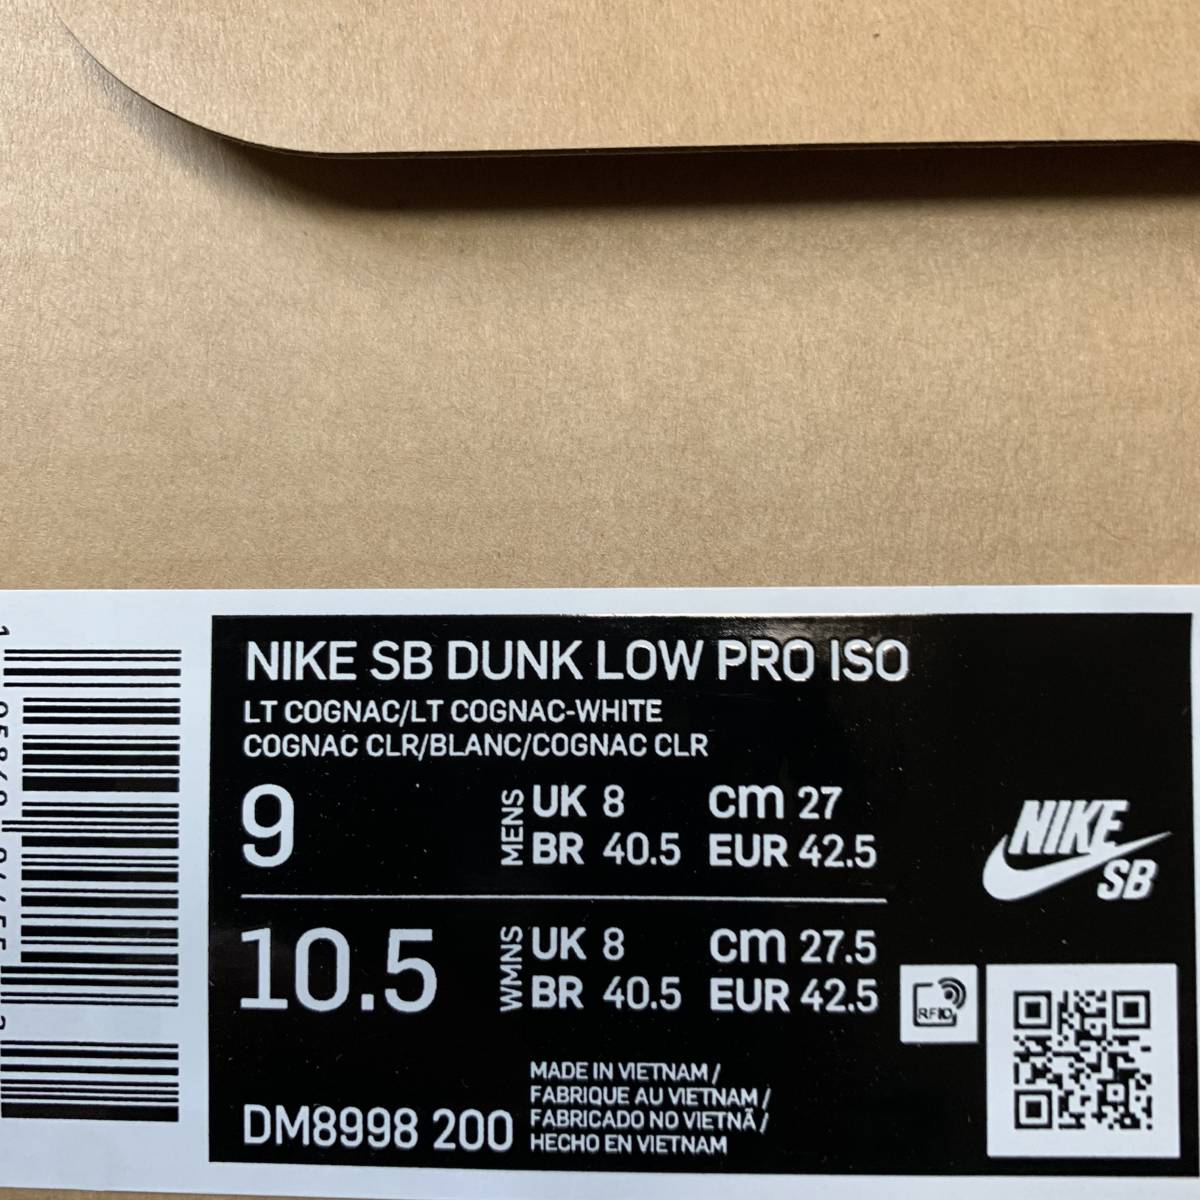 NIKE SB DUNK LOW PRO ISO
LT COGNAC/LT COGNAC-WHITE
COGNAC CLR/BLANC/COGNAC CLR
9 MENS UK 8 cm 27
BR 40.5 EUR 42.5
10.5 WMNS UK 8 cm 27.5
BR 40.5 EUR 42.5
NIKE
SB
RFID
DM8998 200
MADE IN VIETNAM /
FABRIQUE AU VIETNAM /
FABRICADO NO VIETNÃ /
HECHO EN VIETNAM